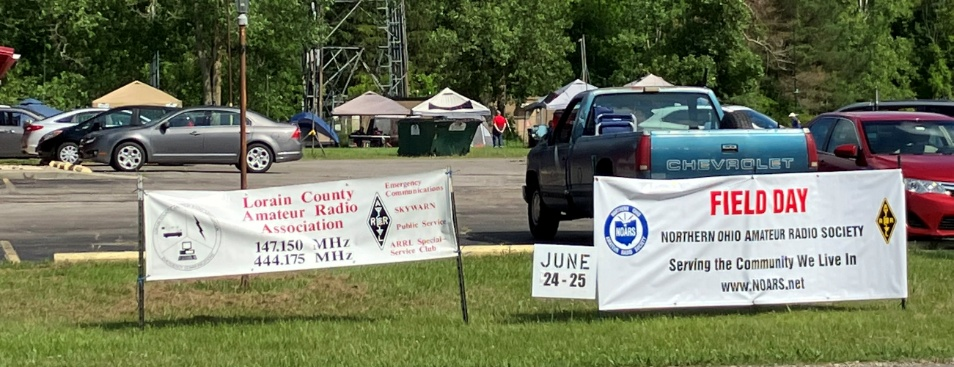 Lorain County
Amateur Radio
Association
147.150 MHz
444.175 MHz
Emergency
Communications
SKYWARN
Public Service
ARRL Special
Service Club
JUNE
24-25
CHEVROLET
FIELD DAY
NOARS
NORTHERN OHIO AMATEUR RADIO SOCIETY
Serving the Community We Live In
www.NOARS.net